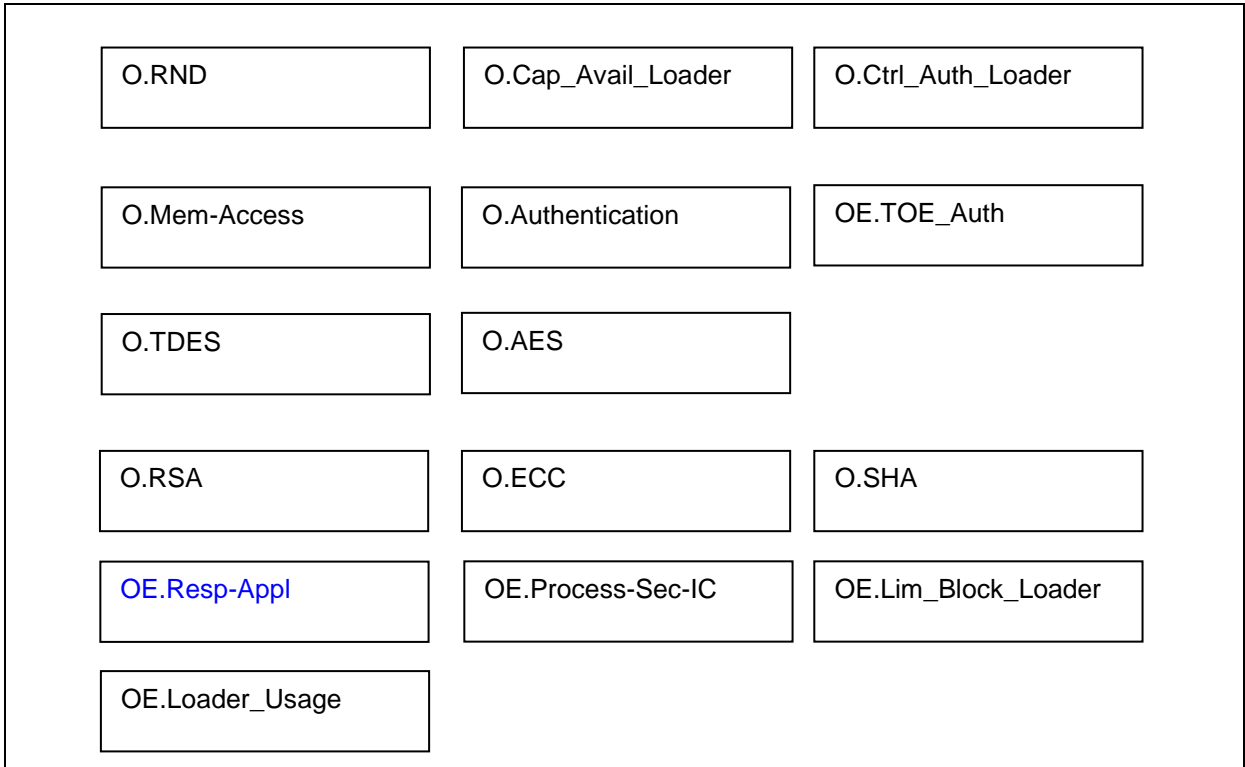 O.RND
O.Cap_Avail_Loader
O.Ctrl_Auth_Loader
O.Mem-Access
O.Authentication
OE.TOE_Auth
O.TDES
O.AES
O.RSA
O.ECC
O.SHA
OE.Resp-Appl
OE.Process-Sec-IC
OE.Lim_Block_Loader
OE.Loader_Usage